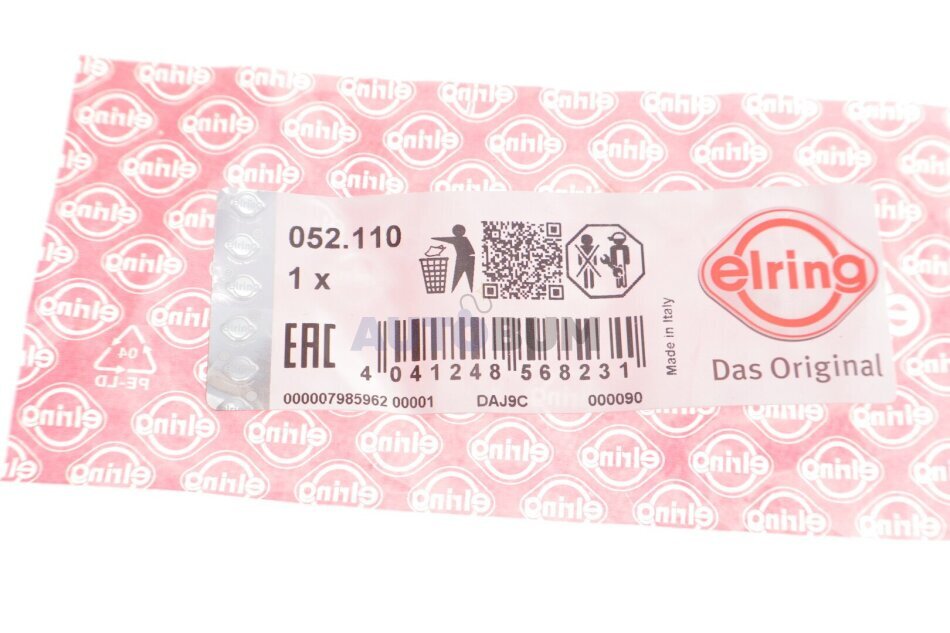 052.110
1 x
EAC
4 041248 568231
000007985962 00001 DAJ9C 000090
Made in Italy
elring
Das Original
AUTOBUM
04
PE-LD